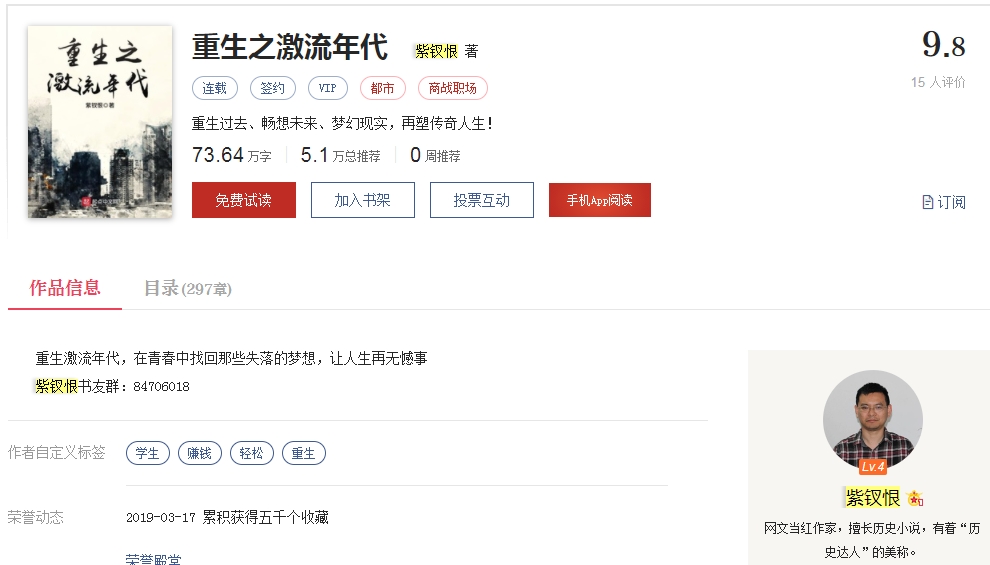 重生之
激流年代
紫钗恨◎著
重生之激流年代 紫钗恨 著
9.8
15 人评价
连载 签约 VIP 都市 商战职场
重生过去、畅想未来、梦幻现实，再塑传奇人生！
73.64 万字 5.1 万总推荐 0 周推荐
免费试读 加入书架 投票互动 手机App阅读 订阅
作品信息 目录(297章)
重生激流年代，在青春中找回那些失落的梦想，让人生再无憾事
紫钗恨书友群：84706018
作者自定义标签 学生 赚钱 轻松 重生
荣誉动态 2019-03-17 累积获得五千个收藏
荣誉殿堂
Lv.4
紫钗恨
网文当红作家，擅长历史小说，有着“历
史达人”的美称。